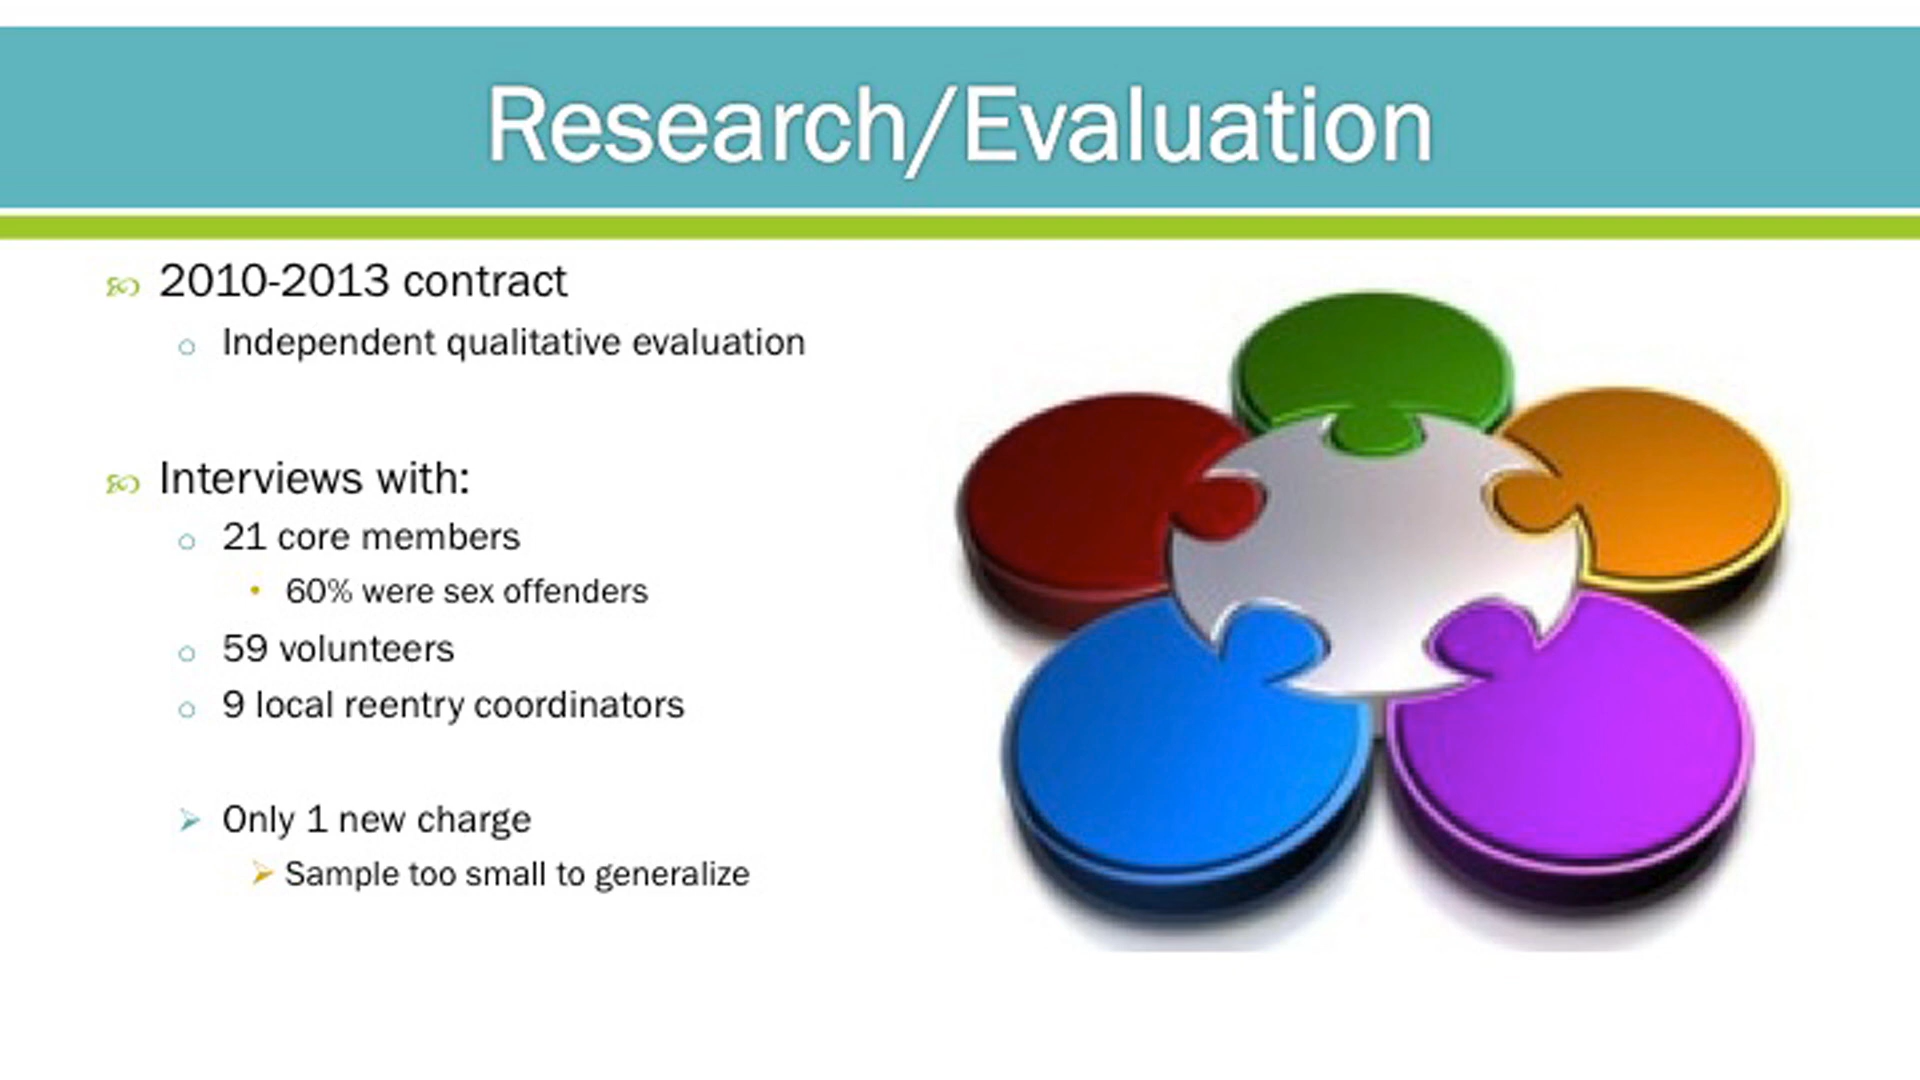 Research/Evaluation
2010-2013 contract
Independent qualitative evaluation
Interviews with:
21 core members
60% were sex offenders
59 volunteers
9 local reentry coordinators
Only 1 new charge
Sample too small to generalize